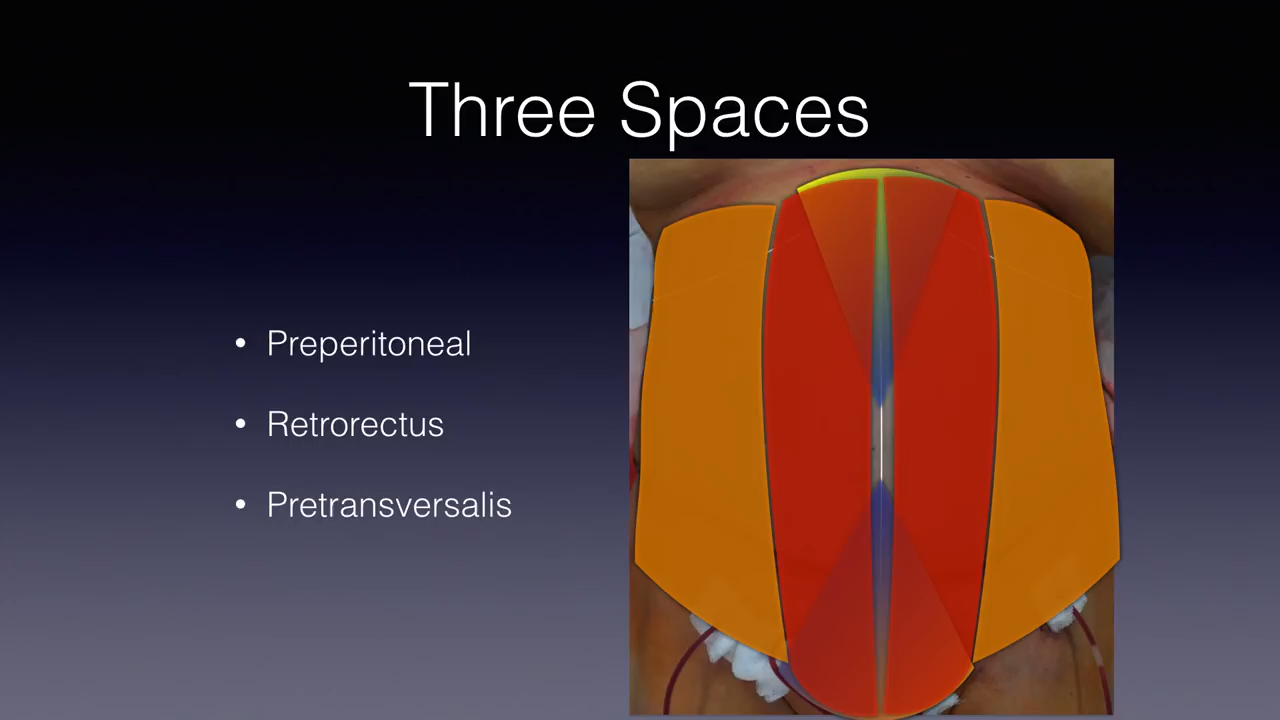 Three Spaces
• Preperitoneal
• Retrorectus
• Pretransversalis